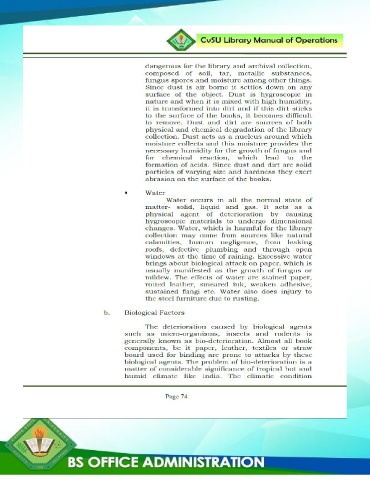 CvSU Library Manual of Operations
dangerous for the library and archival collection,
composed of soil, tar, metallic substances,
fungus spores and moisture among other things.
Since dust is air borne it settles down on any
surface of the object. Dust is hygroscopic in
nature and when it is mixed with high humidity,
it is transformed into dirt and if this dirt sticks
to the surface of the books, it becomes difficult
to remove. Dust and dirt are sources of both
physical and chemical degradation of the library
collection. Dust acts as a nucleus around which
moisture collects and this moisture provides the
necessary humidity for the growth of fungus and
for chemical reaction, which lead to the
formation of acids. Since dust and dirt are solid
particles of varying size and hardness they exert
abrasion on the surface of the books.
• Water
Water occurs in all the normal state of
matter- solid, liquid and gas. It acts as a
physical agent of deterioration by causing
hygroscopic materials to undergo dimensional
changes. Water, which is harmful for the library
collection may come from sources like natural
calamities, human negligence, from leaking
roofs, defective plumbing and through open
windows at the time of raining. Excessive water
brings about biological attack on paper, which is
usually manifested as the growth of fungus or
mildew. The effects of water are stained paper,
rotted leather, smeared ink, weaken adhesive,
sustained fungi etc. Water also does injury to
the steel furniture due to rusting.
b. Biological Factors
The deterioration caused by biological agents
such as micro-organisms, insects and rodents is
generally known as bio-deterioration. Almost all book
components, be it paper, leather, textiles or straw
board used for binding are prone to attacks by these
biological agents. The problem of bio-deterioration is a
matter of considerable significance of tropical hot and
humid climate like india. The climatic condition
Page 74
BS OFFICE ADMINISTRATION